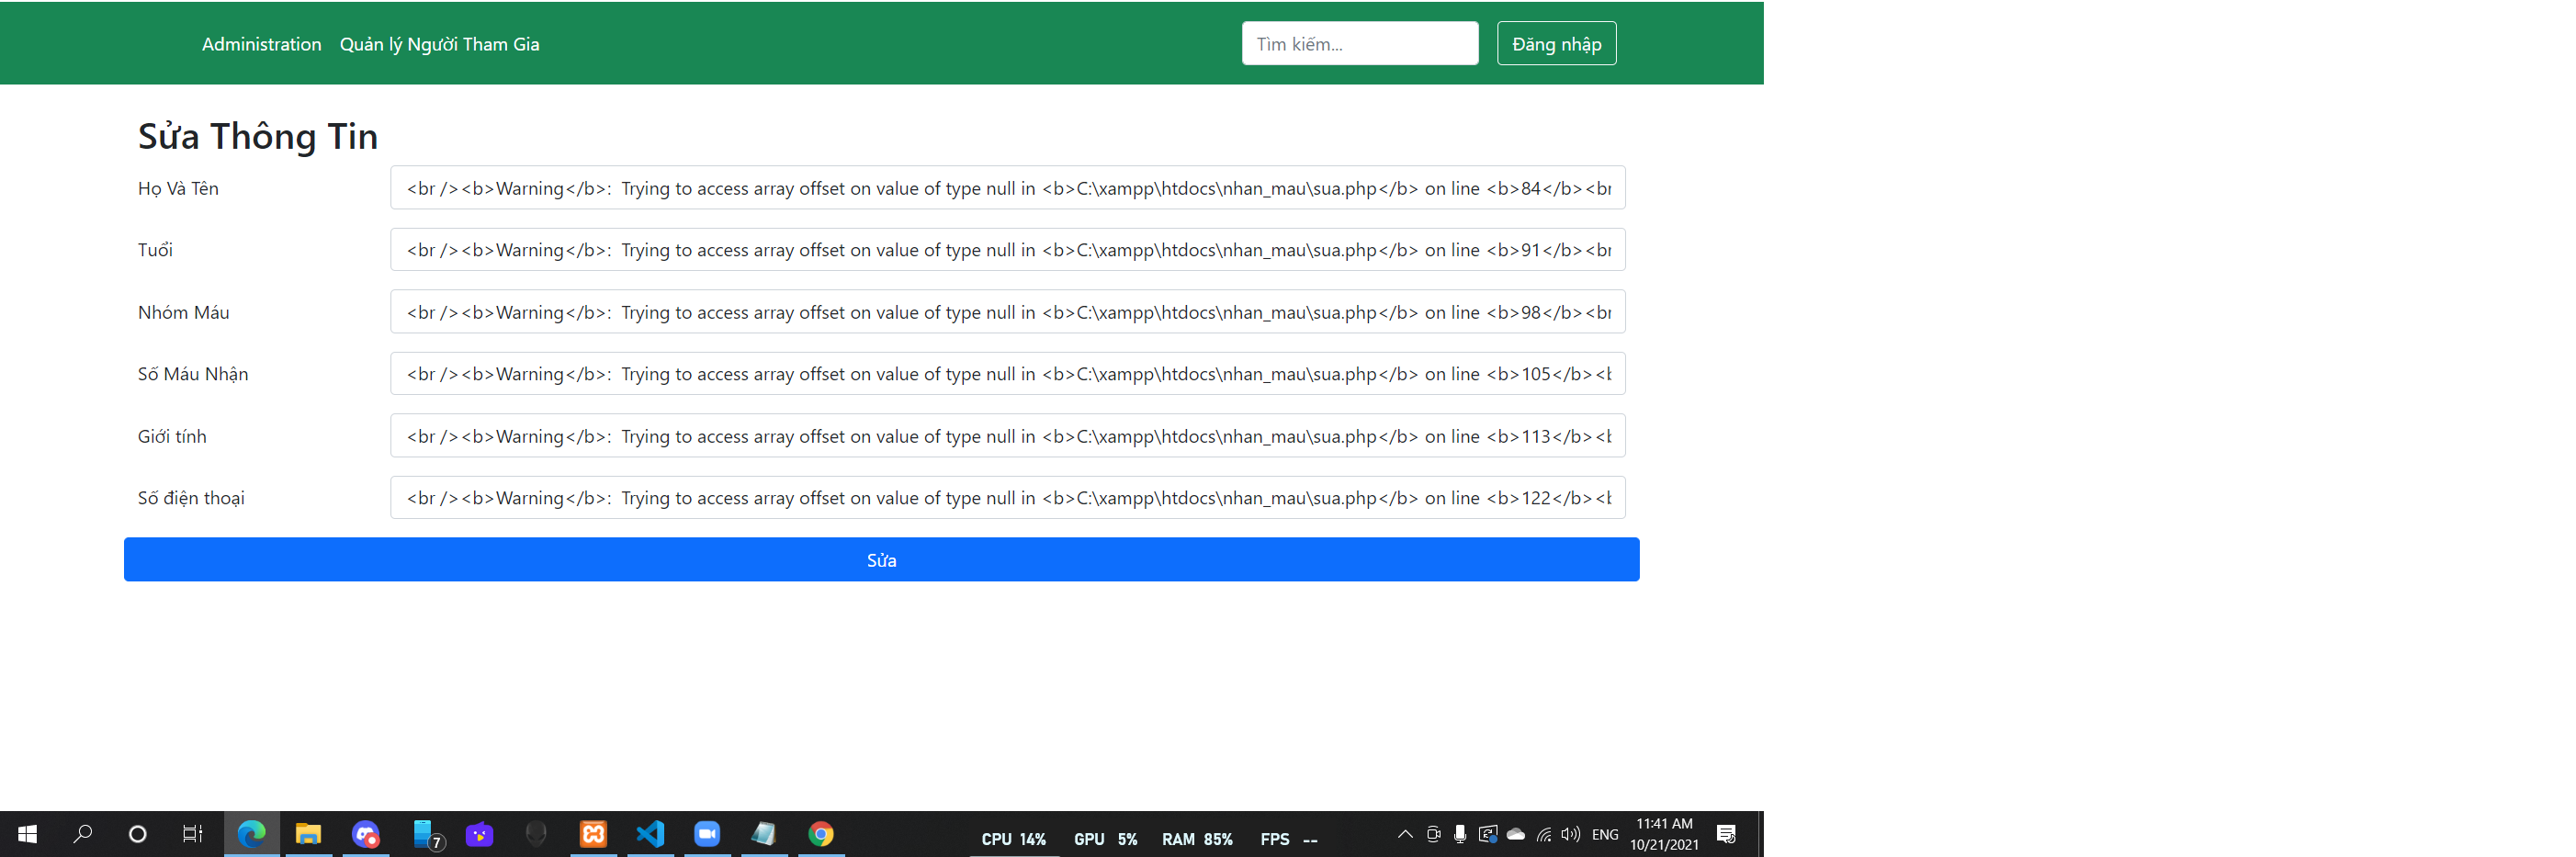 Administration Quản lý Người Tham Gia Tìm kiếm... Đăng nhập
Sửa Thông Tin
Họ Và Tên <br /><b>Warning</b>: Trying to access array offset on value of type null in <b>C:\xampp\htdocs\nhan_mau\sua.php</b> on line <b>84</b><br
Tuổi <br /><b>Warning</b>: Trying to access array offset on value of type null in <b>C:\xampp\htdocs\nhan_mau\sua.php</b> on line <b>91</b><br
Nhóm Máu <br /><b>Warning</b>: Trying to access array offset on value of type null in <b>C:\xampp\htdocs\nhan_mau\sua.php</b> on line <b>98</b><br
Số Máu Nhận <br /><b>Warning</b>: Trying to access array offset on value of type null in <b>C:\xampp\htdocs\nhan_mau\sua.php</b> on line <b>105</b><b
Giới tính <br /><b>Warning</b>: Trying to access array offset on value of type null in <b>C:\xampp\htdocs\nhan_mau\sua.php</b> on line <b>113</b><b
Số điện thoại <br /><b>Warning</b>: Trying to access array offset on value of type null in <b>C:\xampp\htdocs\nhan_mau\sua.php</b> on line <b>122</b><b
Sửa
7 CPU 14% GPU 5% RAM 85% FPS -- ENG
11:41 AM
10/21/2021